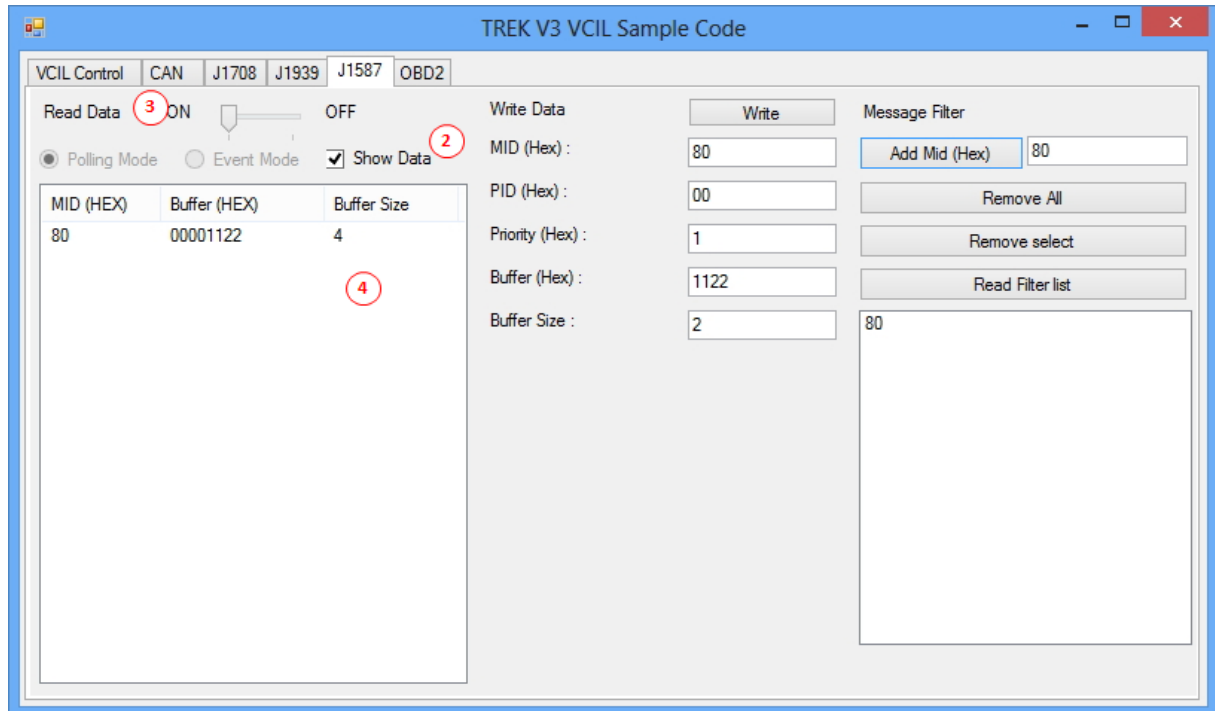 TREK V3 VCIL Sample Code
VCIL Control CAN J1708 J1939 J1587 OBD2
Read Data 3 ON OFF
2
Polling Mode Event Mode Show Data
MID (HEX) Buffer (HEX) Buffer Size
80 00001122 4
4
Write Data Write
MID (Hex) : 80
PID (Hex) : 00
Priority (Hex) : 1
Buffer (Hex) : 1122
Buffer Size : 2
Message Filter
Add Mid (Hex) 80
Remove All
Remove select
Read Filter list
80